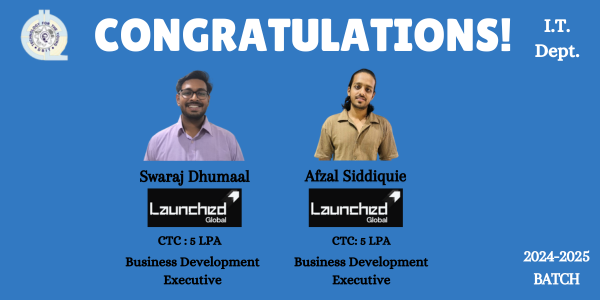 CONGRATULATIONS!
I.T.
Dept.
Swaraj Dhumaal
Afzal Siddiquie
Launched
Global
Launched
Global
CTC : 5 LPA
CTC: 5 LPA
Business Development
Executive
Business Development
Executive
2024-2025
BATCH